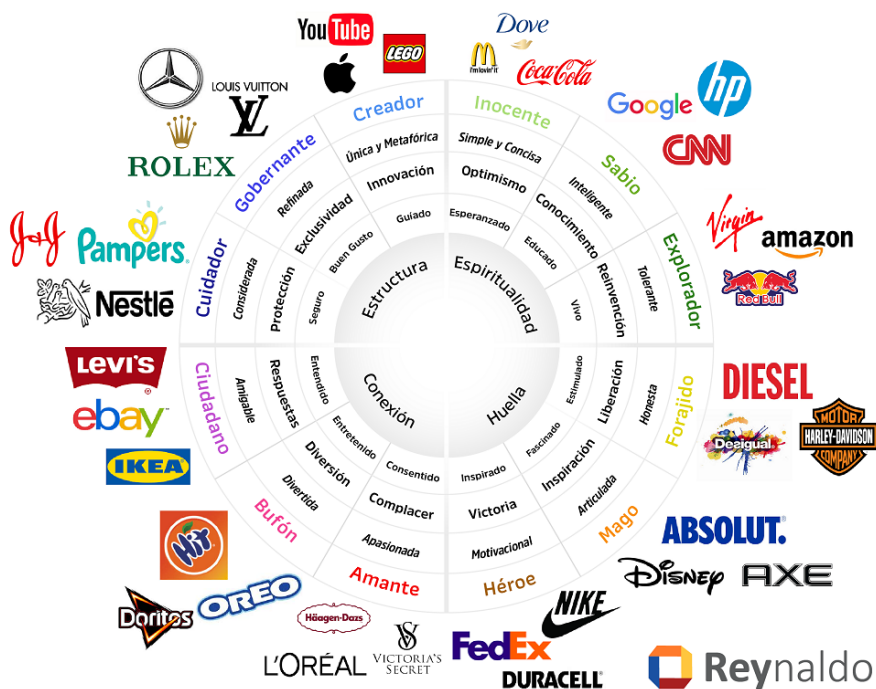 YouTube
LEGO
Dove
M
i'm lovin' it
Coca-Cola
LOUIS VUITTON
LV
ROLEX
Google
hp
CNN
J&J
Pampers
Nestlé
Virgin
amazon
Red Bull
LEVI'S
®
ebay
IKEA
DIESEL
Desigual
MOTOR
HARLEY-DAVIDSON
COMPANY
Hit
Doritos
OREO
Häagen-Dazs
L'ORÉAL
VS
VICTORIA'S
SECRET
FedEx
NIKE
DURACELL
ABSOLUT.
DISNEY
AXE
Creador
Única y Metafórica
Innovación
Guiado
Inocente
Simple y Concisa
Optimismo
Esperanzado
Sabio
Inteligente
Conocimiento
Educado
Explorador
Tolerante
Reinvención
Vivo
Forajido
Honesta
Liberación
Estimulado
Mago
Articulada
Inspiración
Fascinado
Héroe
Motivacional
Victoria
Inspirado
Amante
Apasionada
Complacer
Consentido
Bufón
Divertida
Diversión
Entretenido
Ciudadano
Amigable
Respuestas
Entendido
Cuidador
Considerada
Protección
Seguro
Gobernante
Refinada
Exclusividad
Buen Gusto
Estructura
Espiritualidad
Conexión
Huella
Reynaldo